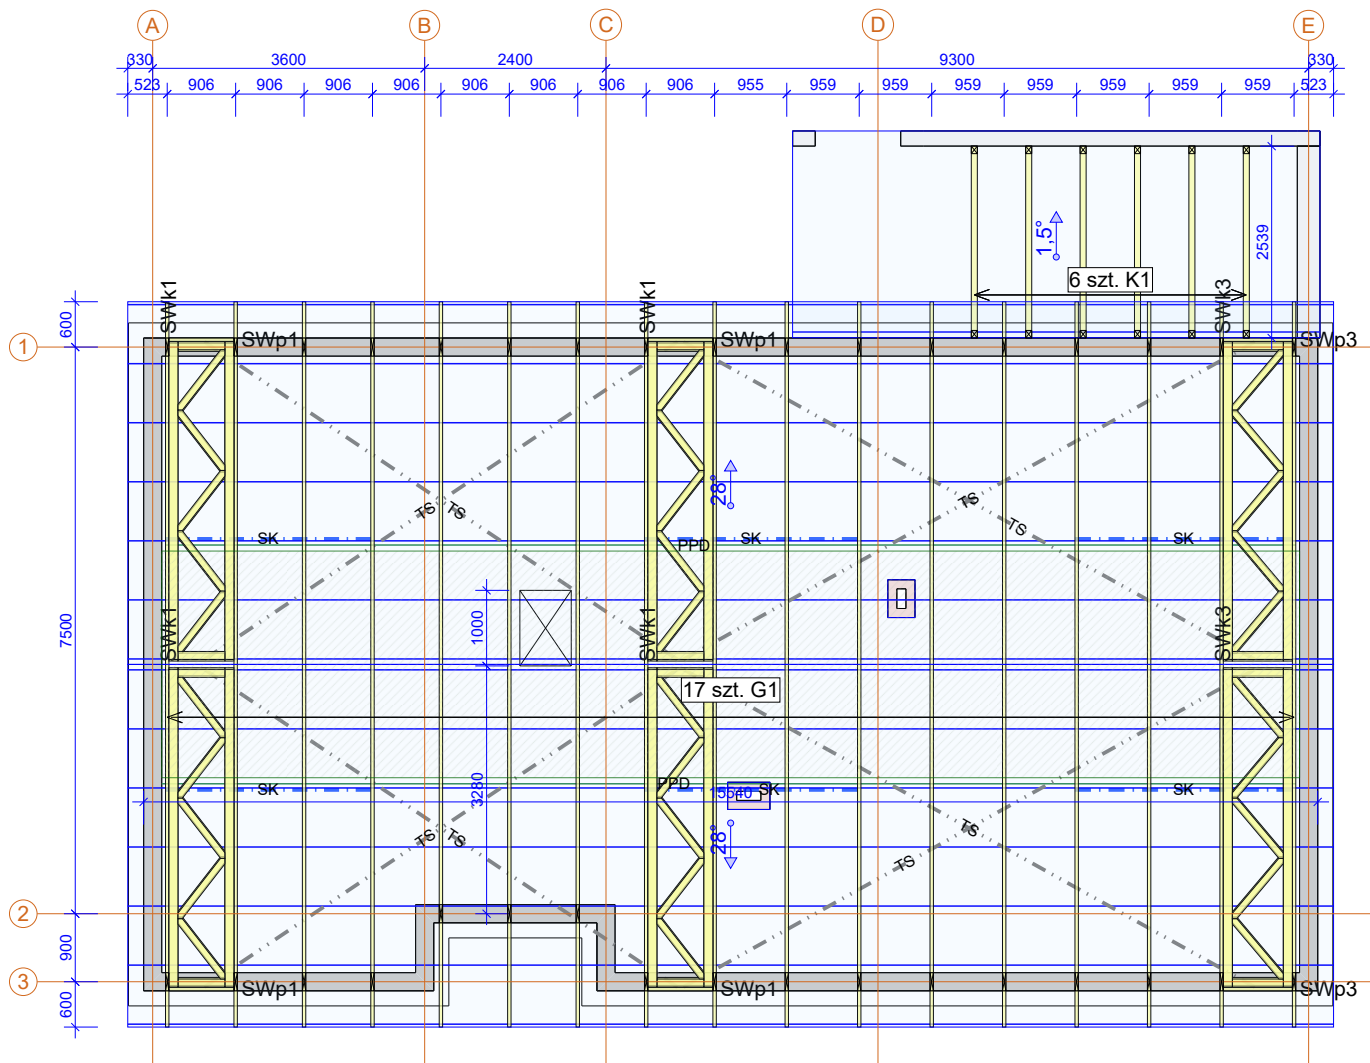 A B C D E
330 3600 2400 9300 330
523 906 906 906 906 906 906 906 906 955 959 959 959 959 959 959 959 523
1,5°
2539
6 szt. K1
600
SWk1 SWk1 SWk3
1
SWp1 SWp1 SWp3
28°
TS TS TS TS
SK PPD SK SK
7500
1000
SWk1 SWk1 SWk3
17 szt. G1
3280
PPD
SK 15540 SK SK
28°
TS TS TS TS
2
900
3
SWp1 SWp1 SWp3
600